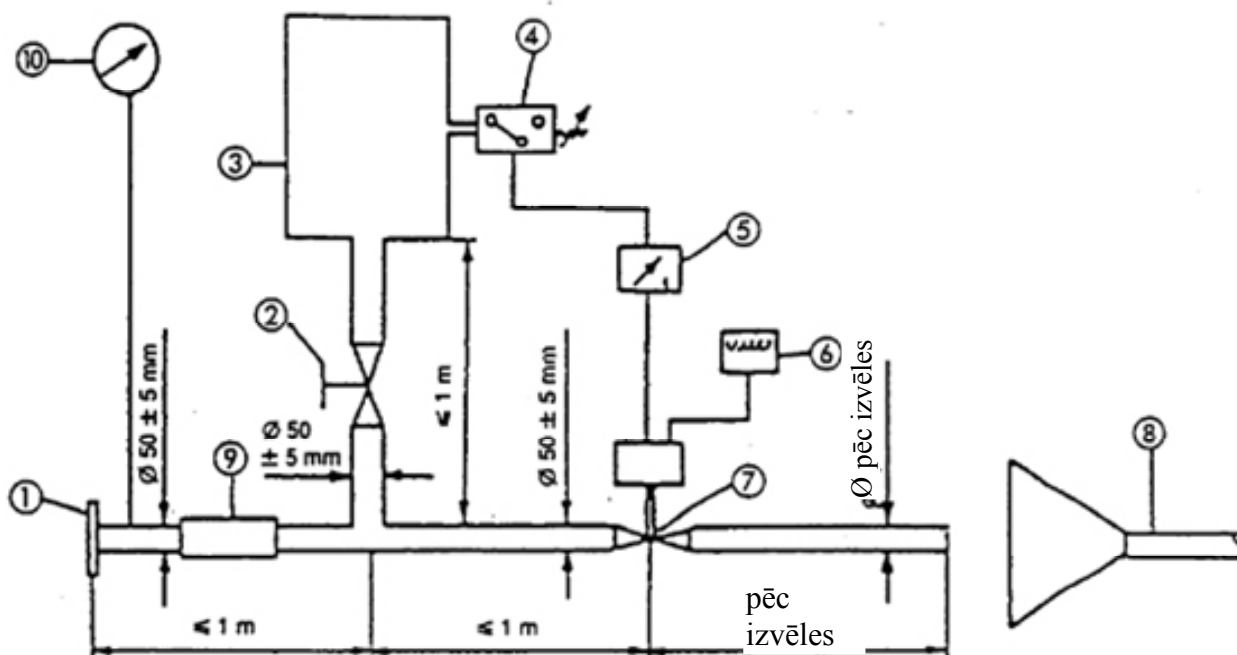 10
4
3
5
2
≤ 1 m
6
Ø 50 ± 5 mm
Ø 50
± 5 mm
Ø 50 ± 5 mm
Ø pēc izvēles
8
1
9
7
≤ 1 m
≤ 1 m
pēc
izvēles